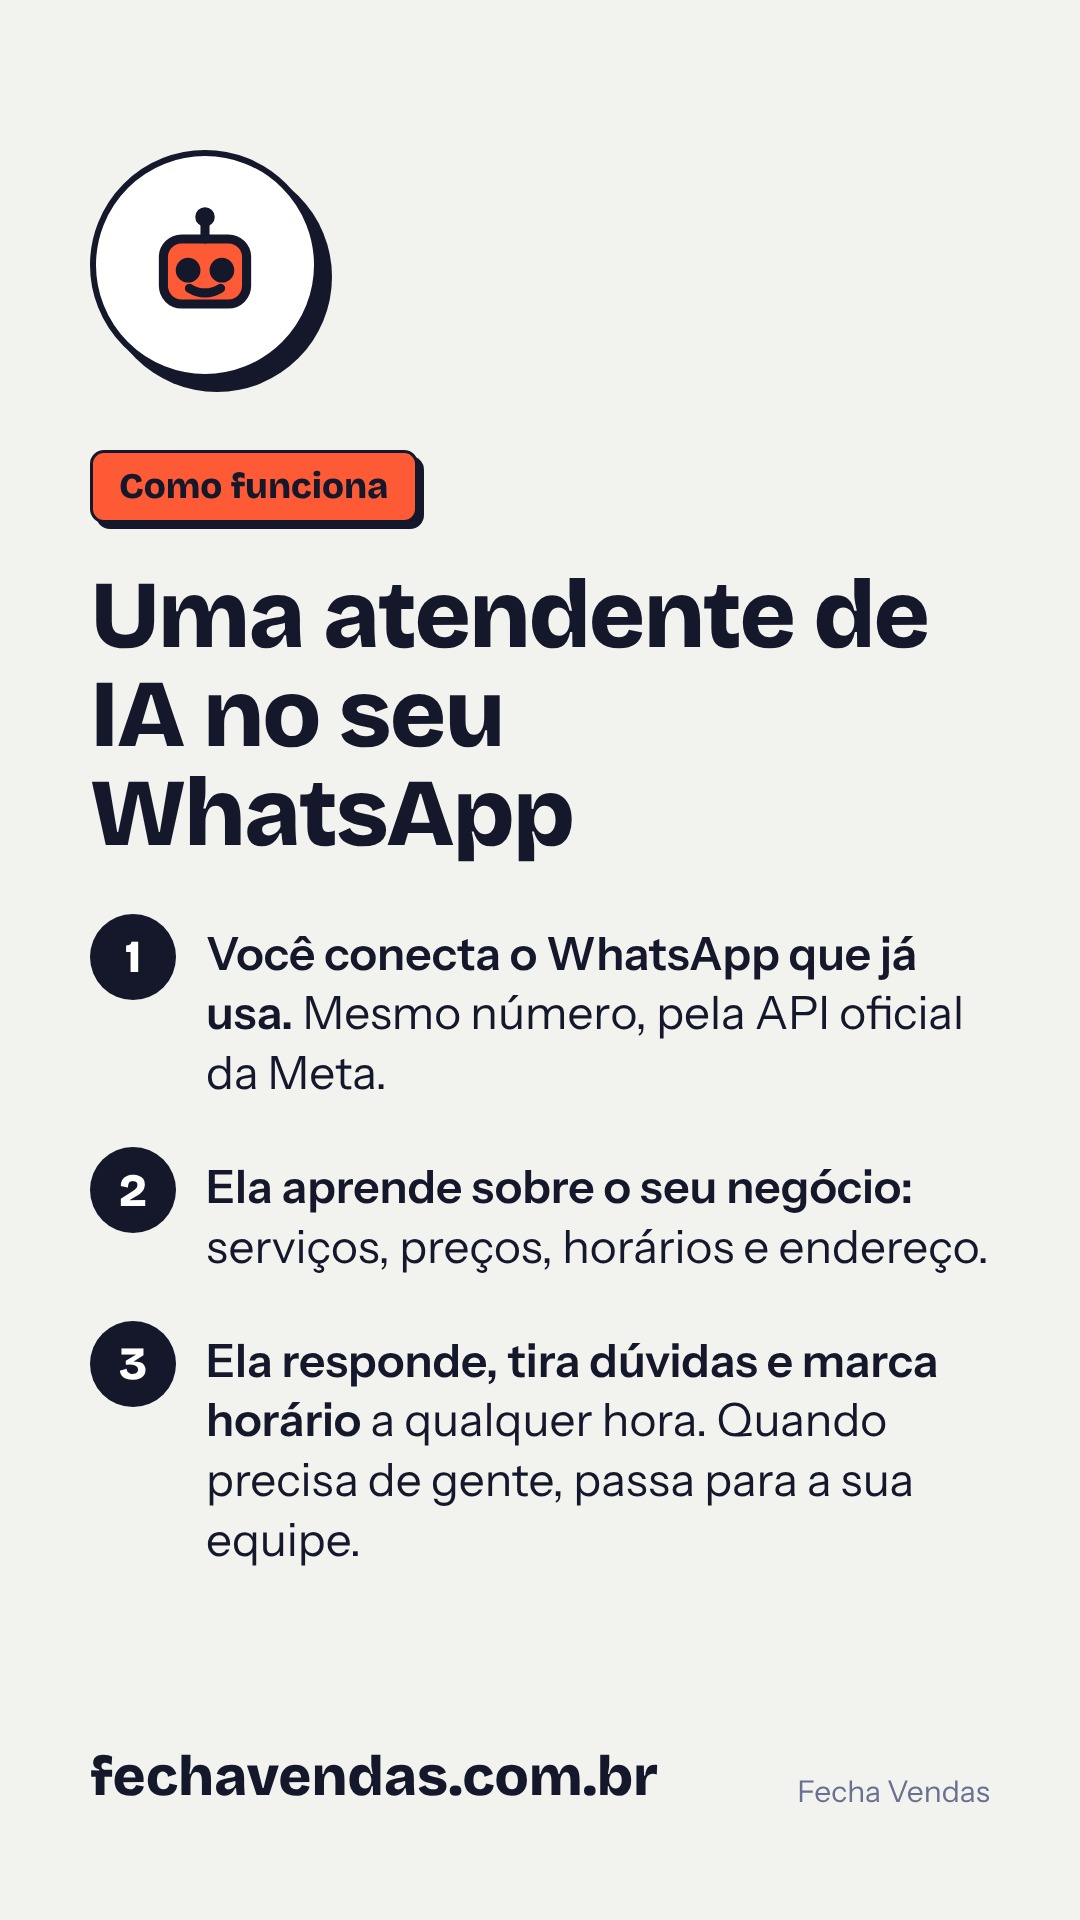 Como funciona
Uma atendente de
IA no seu
WhatsApp
1
Você conecta o WhatsApp que já
usa. Mesmo número, pela API oficial
da Meta.
2
Ela aprende sobre o seu negócio:
serviços, preços, horários e endereço.
3
Ela responde, tira dúvidas e marca
horário a qualquer hora. Quando
precisa de gente, passa para a sua
equipe.
fechavendas.com.br
Fecha Vendas